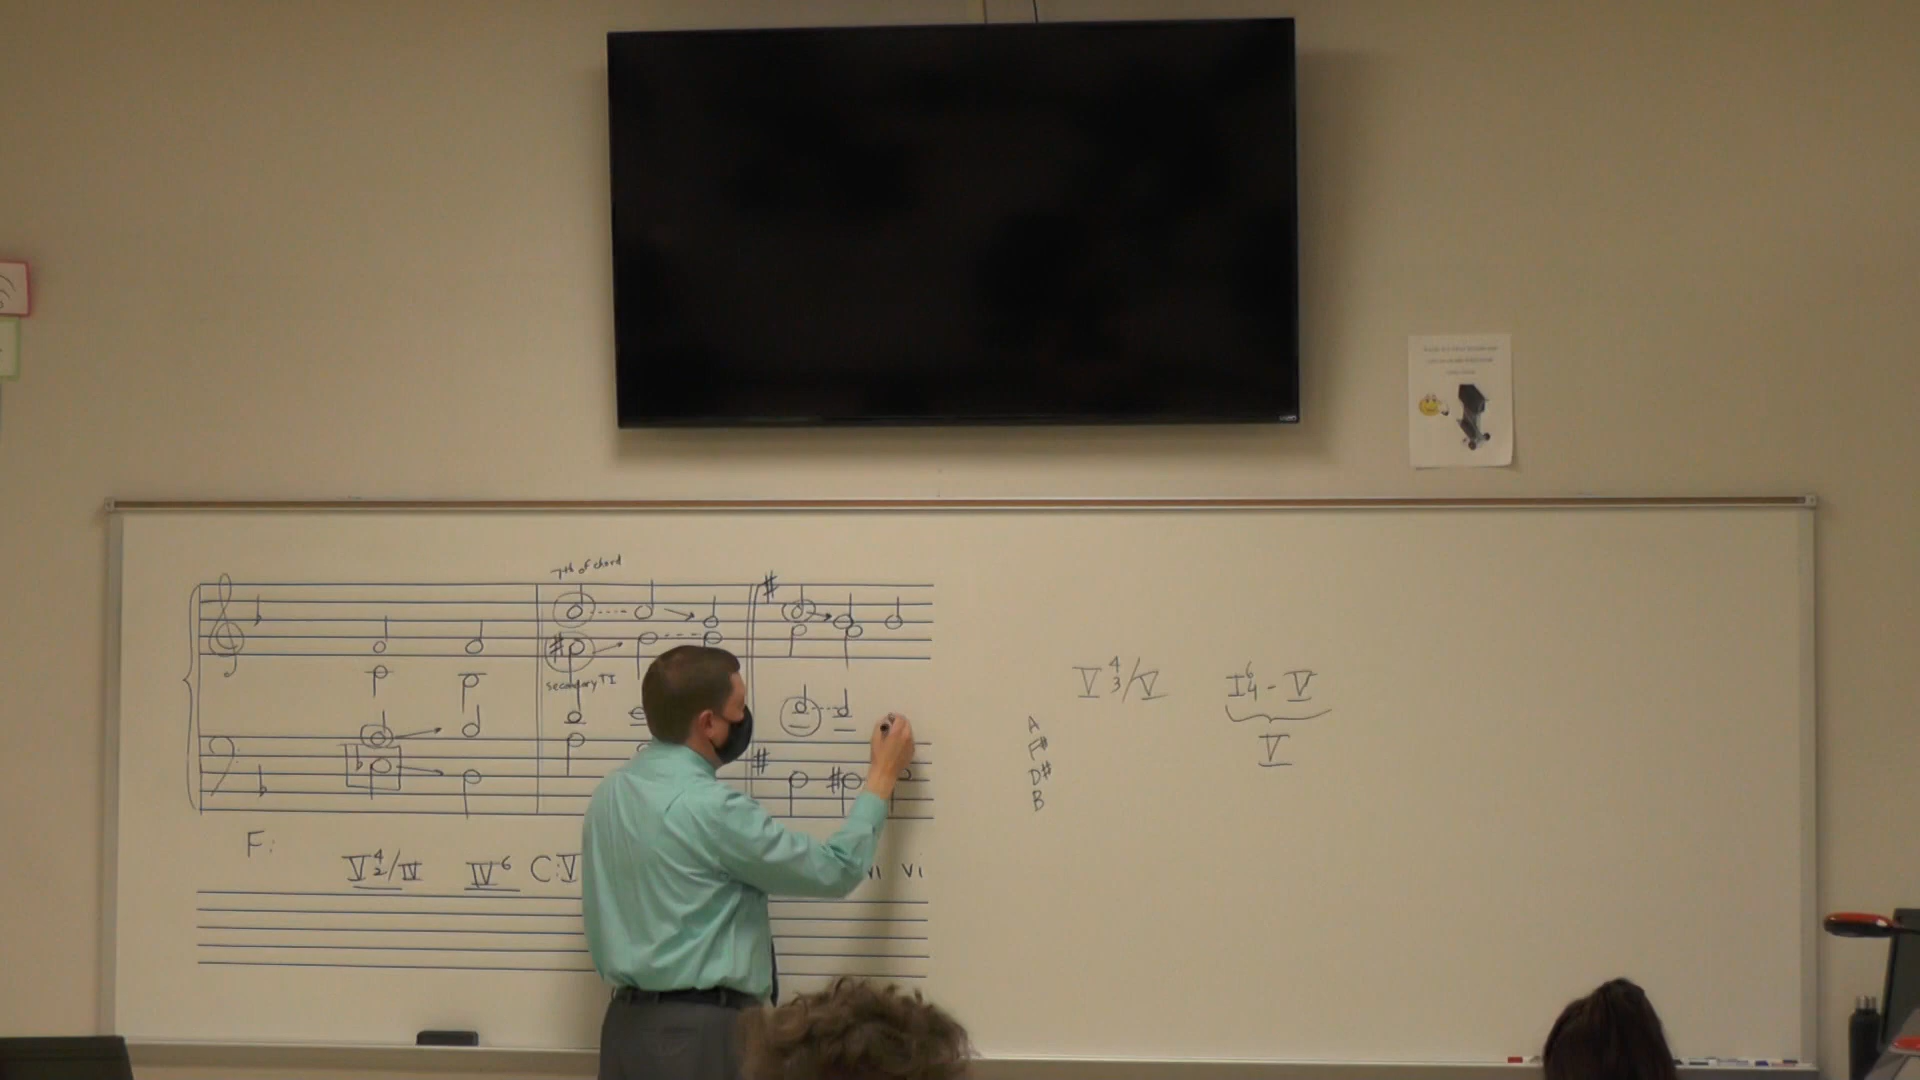 7th of chord
secondary TI
F: V4/2/IV IV6 C:V vi vi
V4/3/V I6/4 - V
V
A
F#
D#
B